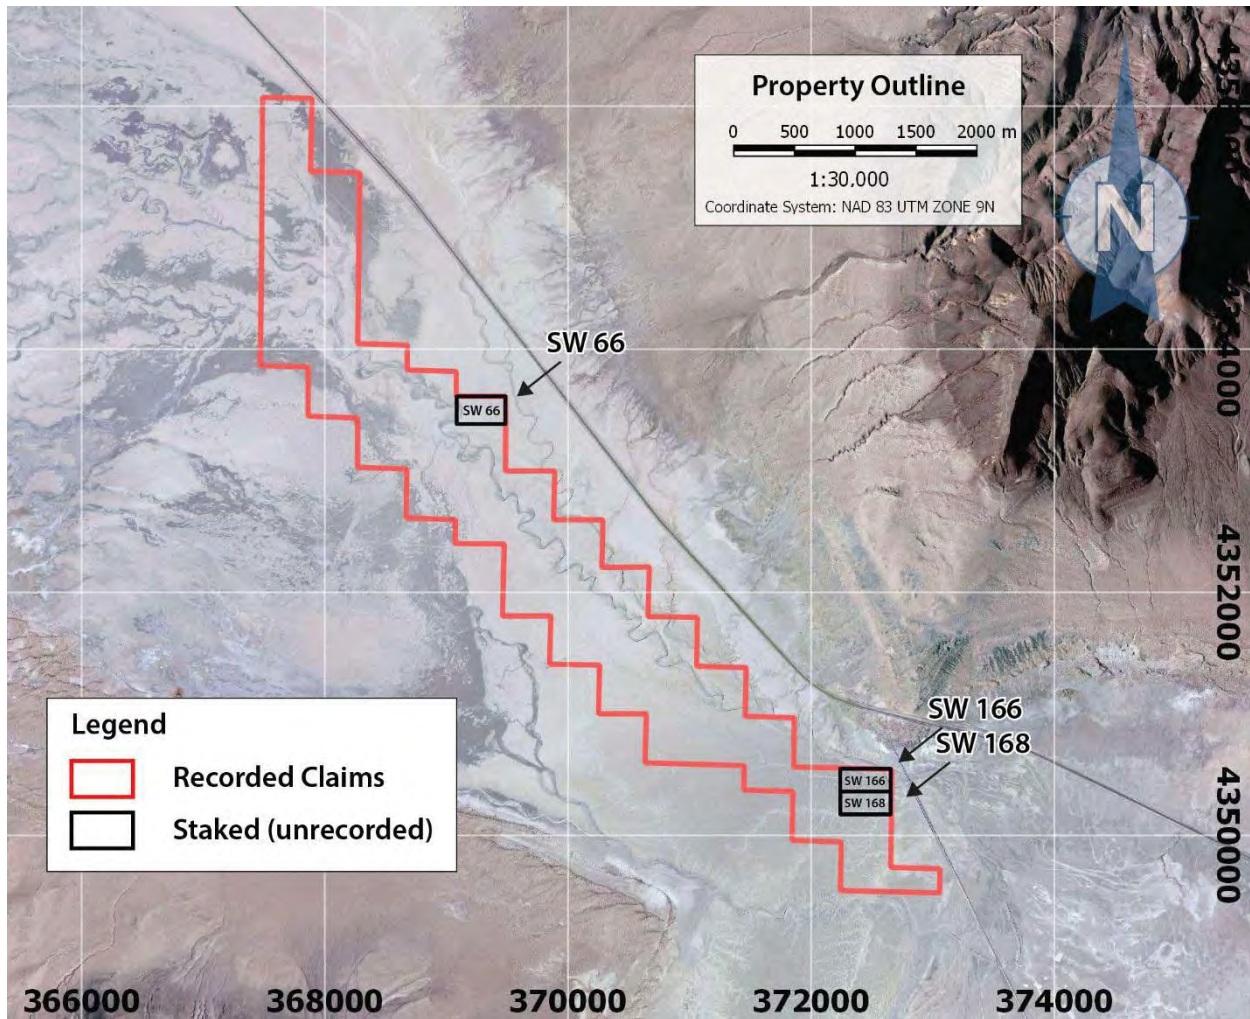 Property Outline
0 500 1000 1500 2000 m
1:30,000
Coordinate System: NAD 83 UTM ZONE 9N
N
SW 66
SW 66
4352000
SW 166
SW 168
SW 166
SW 168
4350000
Legend
Recorded Claims
Staked (unrecorded)
366000 368000 370000 372000 374000